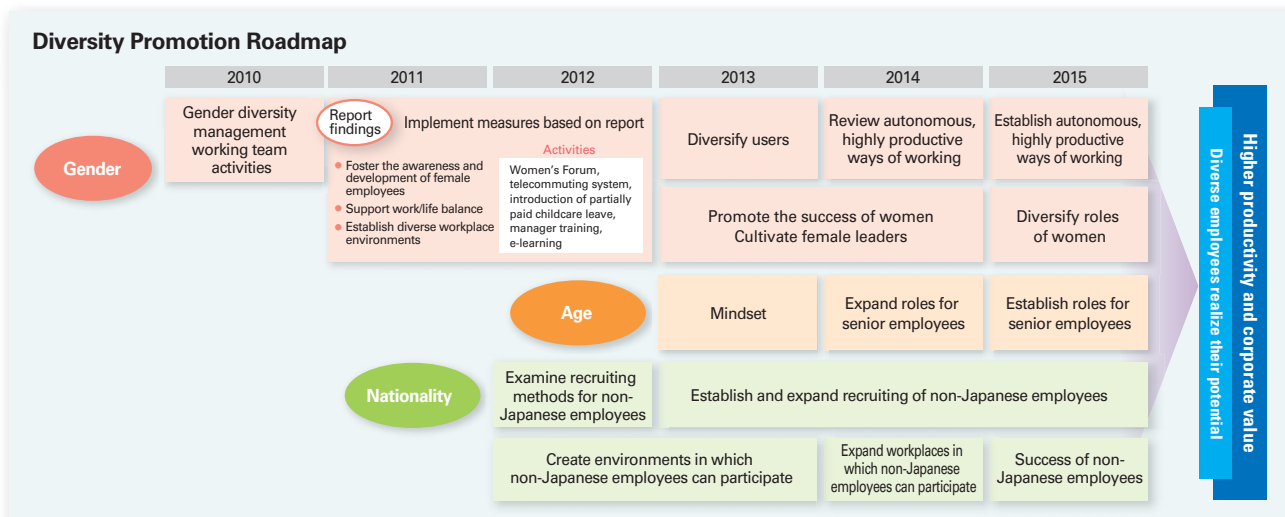 Diversity Promotion Roadmap
2010
2011
2012
2013
2014
2015
Gender
Gender diversity
management
working team
activities
Report
findings
Implement measures based on report
● Foster the awareness and
development of female
employees
● Support work/life balance
● Establish diverse workplace
environments
Activities
Women's Forum,
telecommuting system,
introduction of partially
paid childcare leave,
manager training,
e-learning
Diversify users
Review autonomous,
highly productive
ways of working
Establish autonomous,
highly productive
ways of working
Promote the success of women
Cultivate female leaders
Diversify roles
of women
Age
Mindset
Expand roles for
senior employees
Establish roles for
senior employees
Nationality
Examine recruiting
methods for non-
Japanese employees
Establish and expand recruiting of non-Japanese employees
Create environments in which
non-Japanese employees can participate
Expand workplaces in
which non-Japanese
employees can participate
Success of non-
Japanese employees
Diverse employees realize their potential
Higher productivity and corporate value